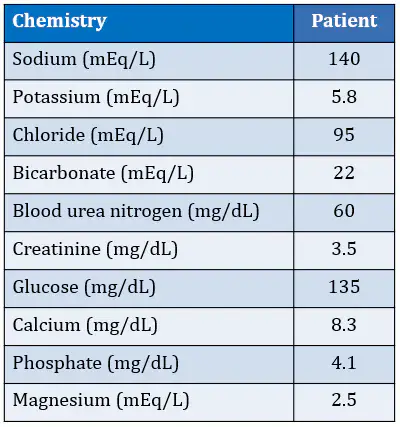 Chemistry Patient
Sodium (mEq/L) 140
Potassium (mEq/L) 5.8
Chloride (mEq/L) 95
Bicarbonate (mEq/L) 22
Blood urea nitrogen (mg/dL) 60
Creatinine (mg/dL) 3.5
Glucose (mg/dL) 135
Calcium (mg/dL) 8.3
Phosphate (mg/dL) 4.1
Magnesium (mEq/L) 2.5